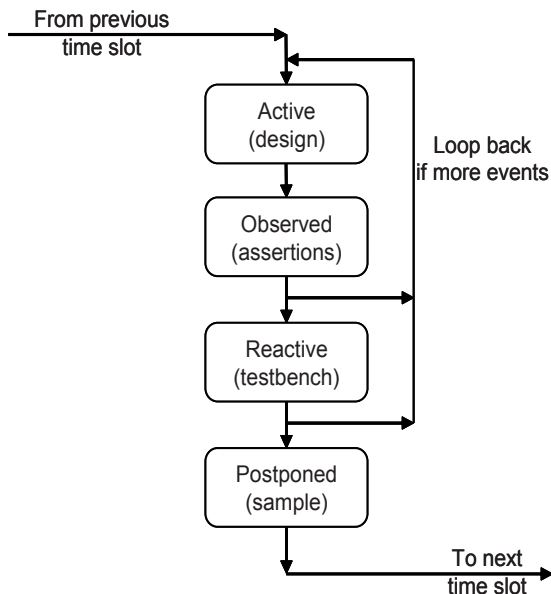 From previous
time slot
Active
(design)
Loop back
if more events
Observed
(assertions)
Reactive
(testbench)
Postponed
(sample)
To next
time slot